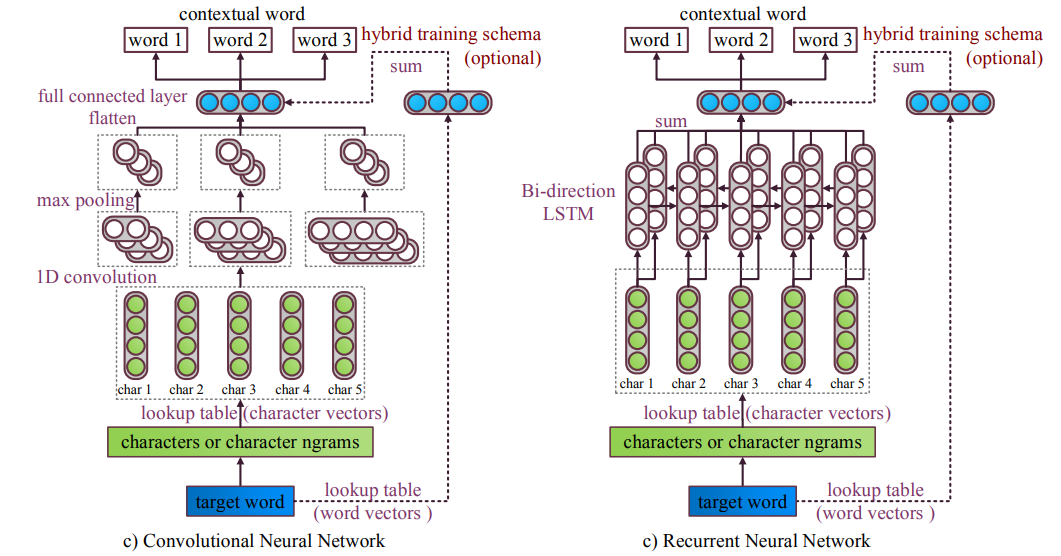 contextual word
word 1 word 2 word 3
hybrid training schema
(optional)
sum
full connected layer
flatten
max pooling
1D convolution
char 1 char 2 char 3 char 4 char 5
lookup table (character vectors)
characters or character ngrams
target word
lookup table
(word vectors )
c) Convolutional Neural Network
contextual word
word 1 word 2 word 3
hybrid training schema
(optional)
sum
sum
Bi-direction
LSTM
char 1 char 2 char 3 char 4 char 5
lookup table (character vectors)
characters or character ngrams
target word
lookup table
(word vectors )
c) Recurrent Neural Network